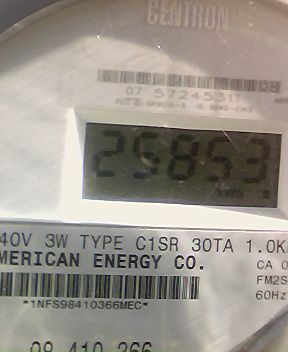 CENTRON
07 57245311
25853
kWh
40V 3W TYPE C1SR 30TA 1.0K
MERICAN ENERGY CO.
CA 0
FM2S
*1NFS98410366MEC*
60Hz
09 410 366